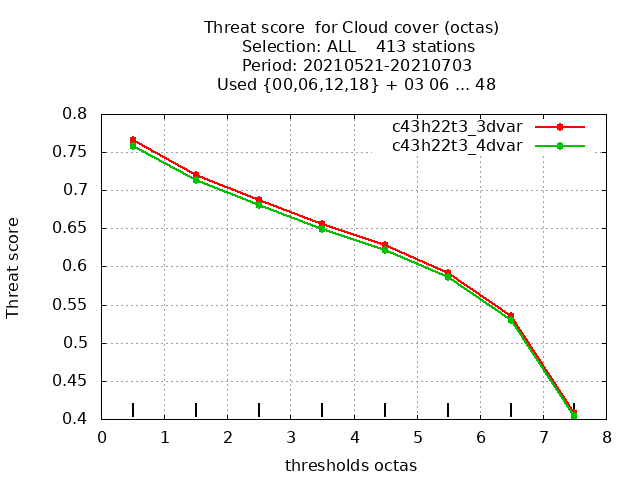 Threat score  for Cloud cover (octas)
Selection: ALL    413 stations
Period: 20210521-20210703
Used {00,06,12,18} + 03 06 ... 48
c43h22t3_3dvar
c43h22t3_4dvar
0.8
0.75
0.7
0.65
0.6
0.55
0.5
0.45
0.4
Threat score
0 1 2 3 4 5 6 7 8
thresholds octas